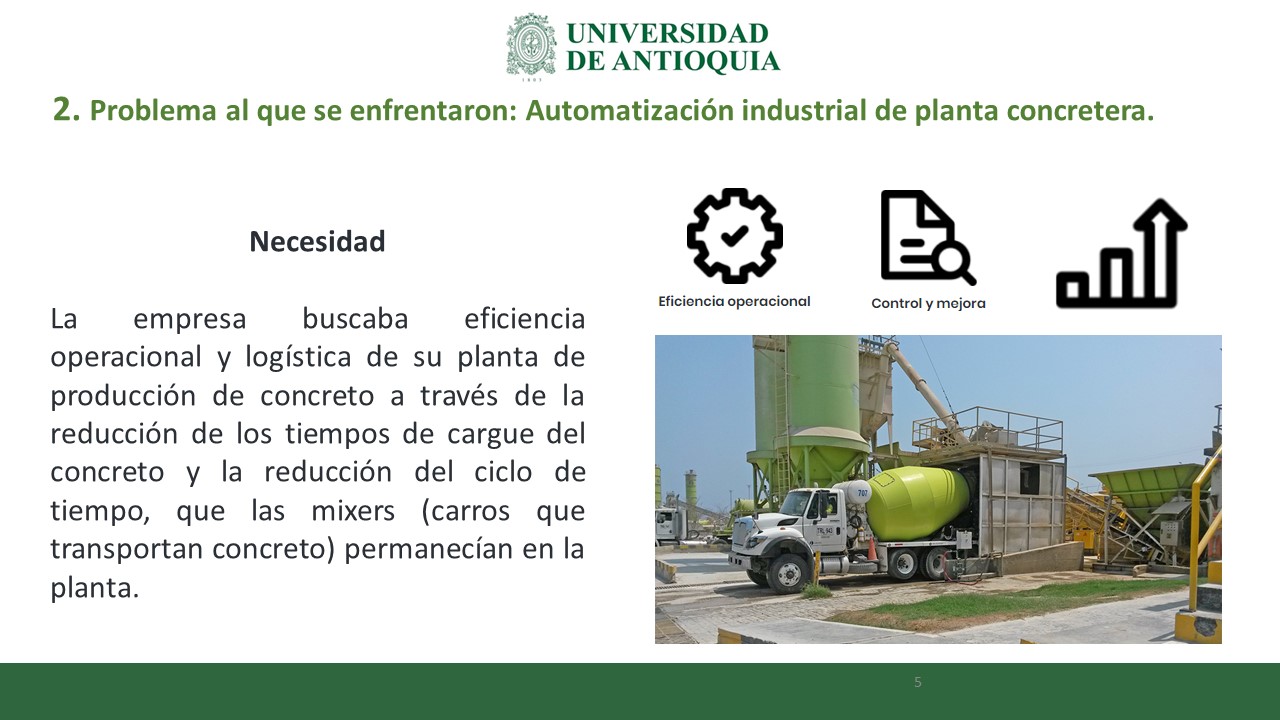 UNIVERSIDAD
DE ANTIOQUIA
1803
2. Problema al que se enfrentaron: Automatización industrial de planta concretera.
Necesidad
La empresa buscaba eficiencia
operacional y logística de su planta de
producción de concreto a través de la
reducción de los tiempos de cargue del
concreto y la reducción del ciclo de
tiempo, que las mixers (carros que
transportan concreto) permanecían en la
planta.
Eficiencia operacional
Control y mejora
707
5